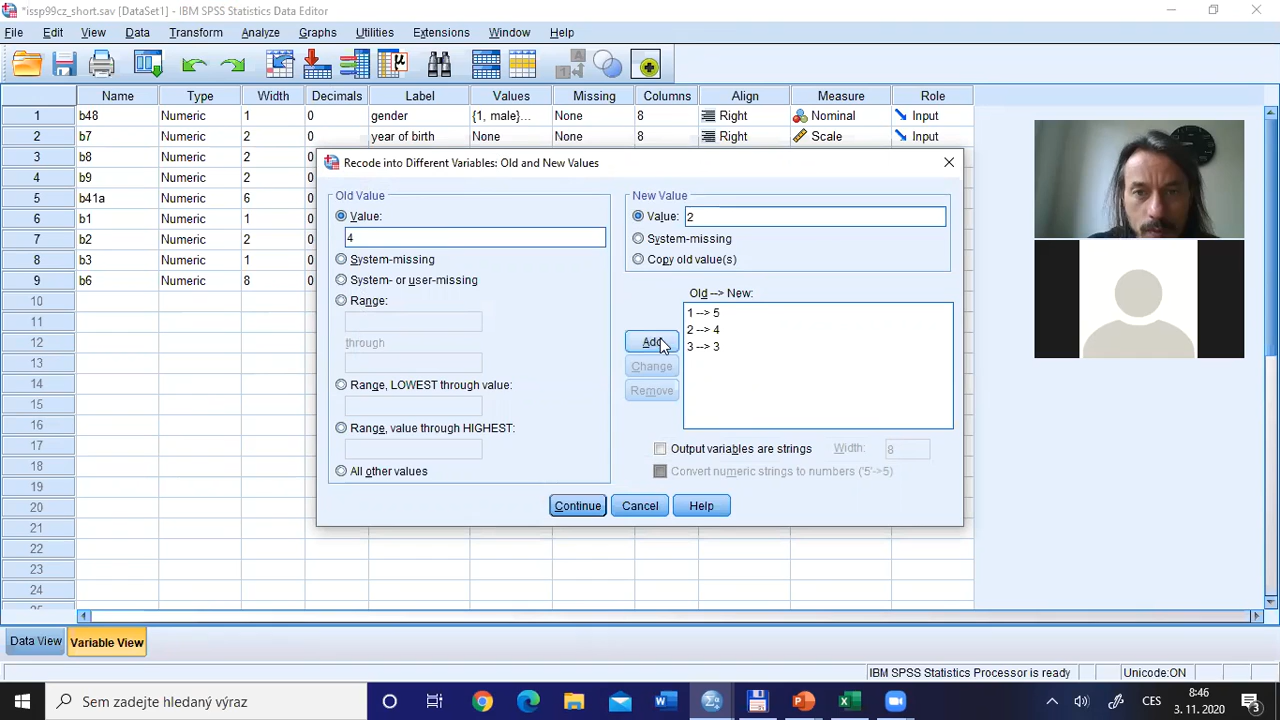 *issp99cz_short.sav [DataSet1] - IBM SPSS Statistics Data Editor
File Edit View Data Transform Analyze Graphs Utilities Extensions Window Help
Name Type Width Decimals Label Values Missing Columns Align Measure Role
1 b48 Numeric 1 0 gender {1, male}... None 8 Right Nominal Input
2 b7 Numeric 2 0 year of birth None None 8 Right Scale Input
3 b8 Numeric 2 0
4 b9 Numeric 2 0
5 b41a Numeric 6 0
6 b1 Numeric 1 0
7 b2 Numeric 2 0
8 b3 Numeric 1 0
9 b6 Numeric 8 0
10
11
12
13
14
15
16
17
18
19
20
21
22
23
24
Recode into Different Variables: Old and New Values
Old Value
Value:
4
System-missing
System- or user-missing
Range:
through
Range, LOWEST through value:
Range, value through HIGHEST:
All other values
New Value
Value: 2
System-missing
Copy old value(s)
Old --> New:
1 --> 5
2 --> 4
3 --> 3
Add
Change
Remove
Output variables are strings Width: 8
Convert numeric strings to numbers ('5'->5)
Continue Cancel Help
Data View Variable View
IBM SPSS Statistics Processor is ready Unicode:ON
Sem zadejte hledaný výraz
CES
8:46
3. 11. 2020
3